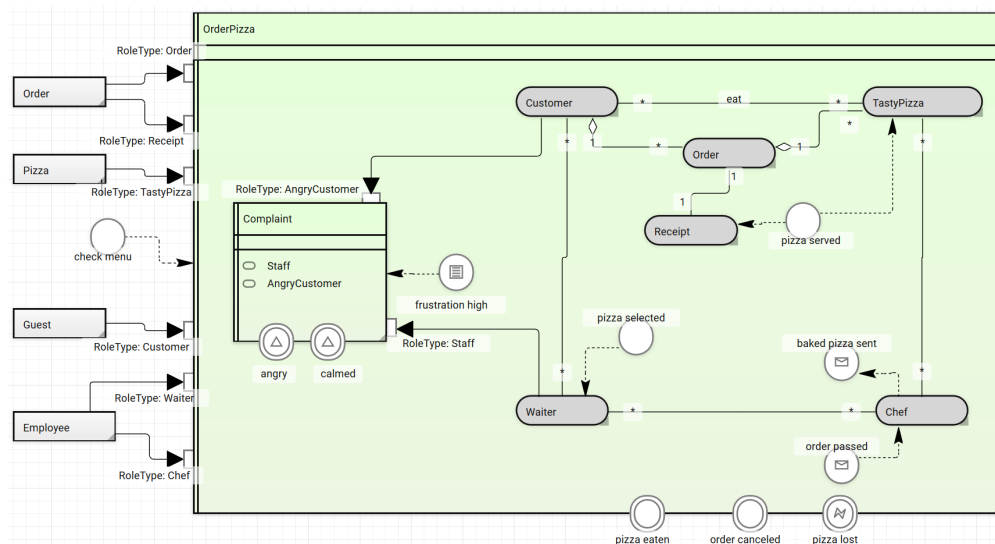 OrderPizza
RoleType: Order
Order
RoleType: Receipt
Pizza
RoleType: TastyPizza
check menu
Guest
RoleType: Customer
RoleType: Waiter
Employee
RoleType: Chef
Customer
*
eat
*
TastyPizza
*
*
1
*
Order
1
*
1
1
Receipt
pizza served
RoleType: AngryCustomer
Complaint
Staff
AngryCustomer
frustration high
angry
calmed
RoleType: Staff
pizza selected
baked pizza sent
*
*
Waiter
*
*
Chef
order passed
pizza eaten
order canceled
pizza lost